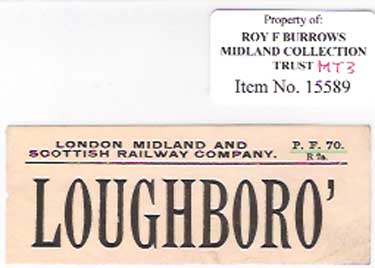 Property of:
ROY F BURROWS
MIDLAND COLLECTION
TRUST MT3
Item No. 15589
LONDON MIDLAND AND
SCOTTISH RAILWAY COMPANY.
P. F. 70.
R 7a.
LOUGHBORO'